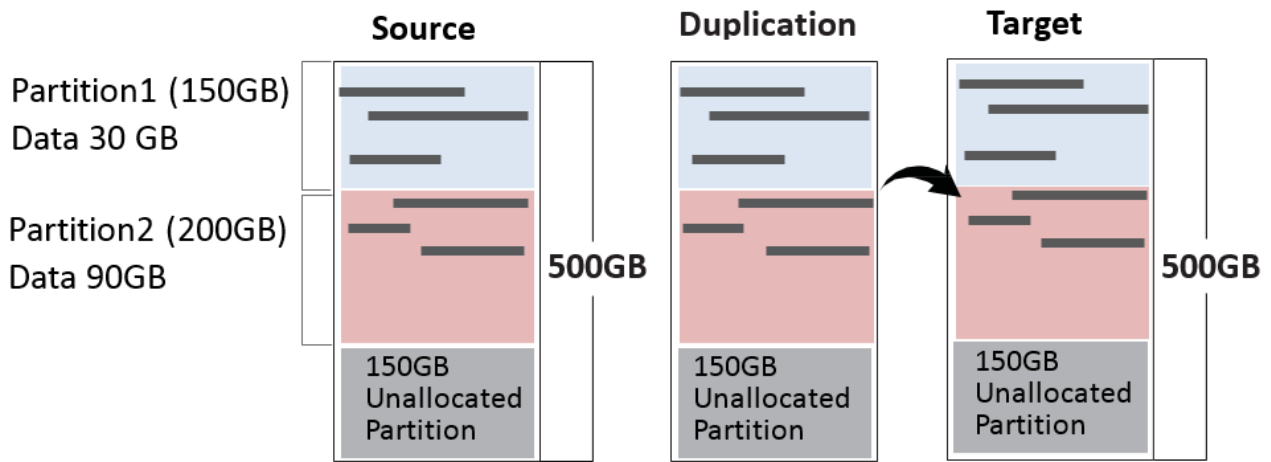 Source
Duplication
Target
Partition1 (150GB)
Data 30 GB
Partition2 (200GB)
Data 90GB
500GB
500GB
150GB
Unallocated
Partition
150GB
Unallocated
Partition
150GB
Unallocated
Partition